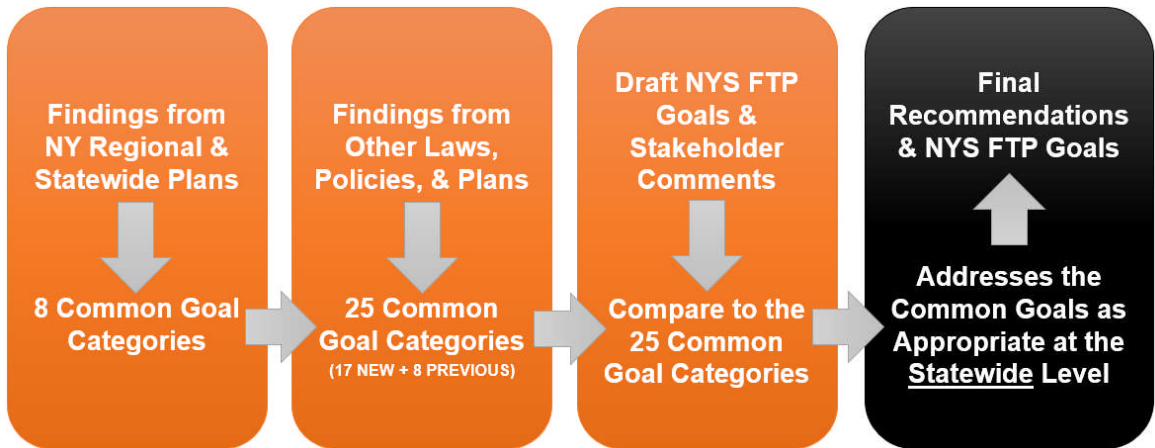 Findings from
NY Regional &
Statewide Plans
8 Common Goal
Categories
Findings from
Other Laws,
Policies, & Plans
25 Common
Goal Categories
(17 NEW + 8 PREVIOUS)
Draft NYS FTP
Goals &
Stakeholder
Comments
Compare to the
25 Common
Goal Categories
Final
Recommendations
& NYS FTP Goals
Addresses the
Common Goals as
Appropriate at the
Statewide Level